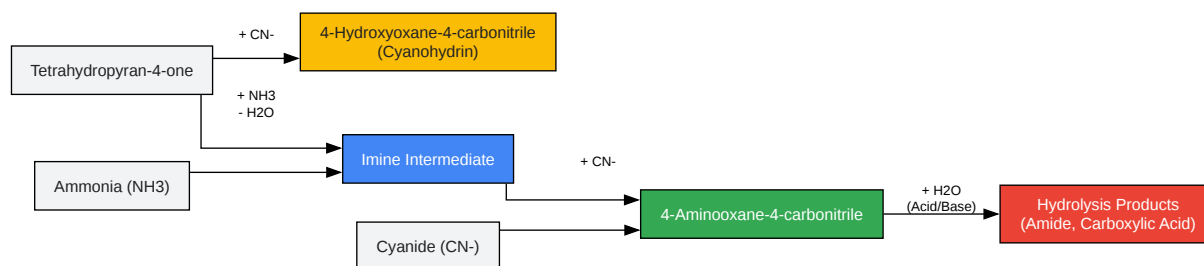 + CN-
4-Hydroxyoxane-4-carbonitrile
(Cyanohydrin)
Tetrahydropyran-4-one
+ NH3
- H2O
Imine Intermediate
+ CN-
Ammonia (NH3)
4-Aminooxane-4-carbonitrile
+ H2O
(Acid/Base)
Hydrolysis Products
(Amide, Carboxylic Acid)
Cyanide (CN-)